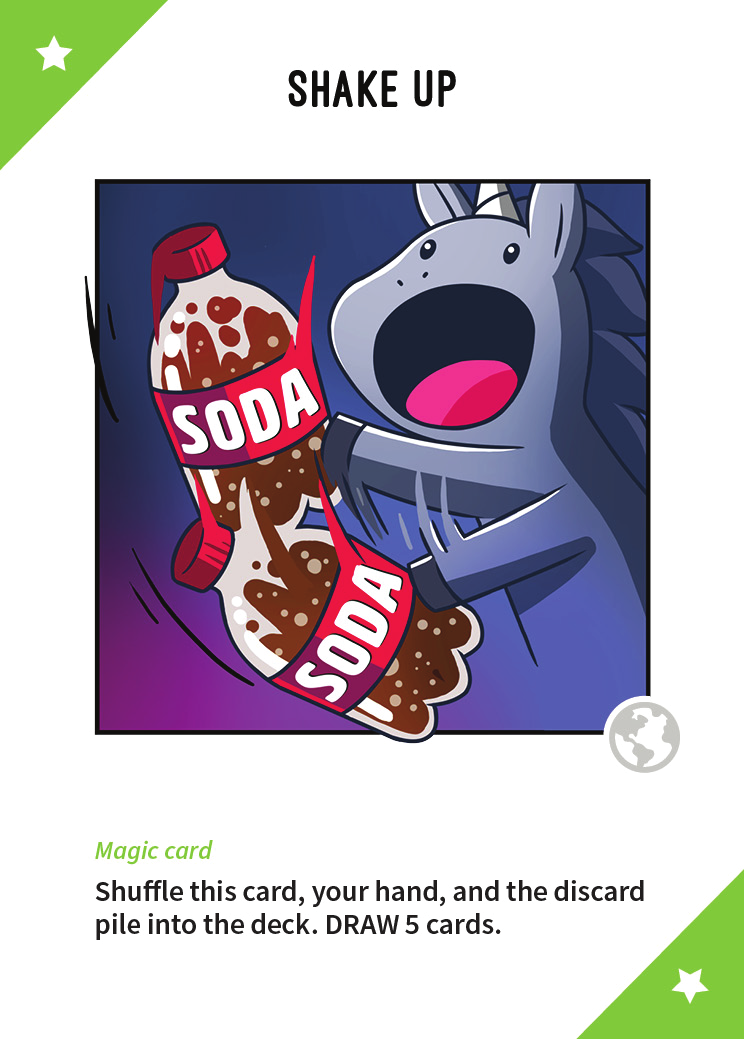 SHAKE UP
SODA
SODA
Magic card
Shuffle this card, your hand, and the discard
pile into the deck. DRAW 5 cards.